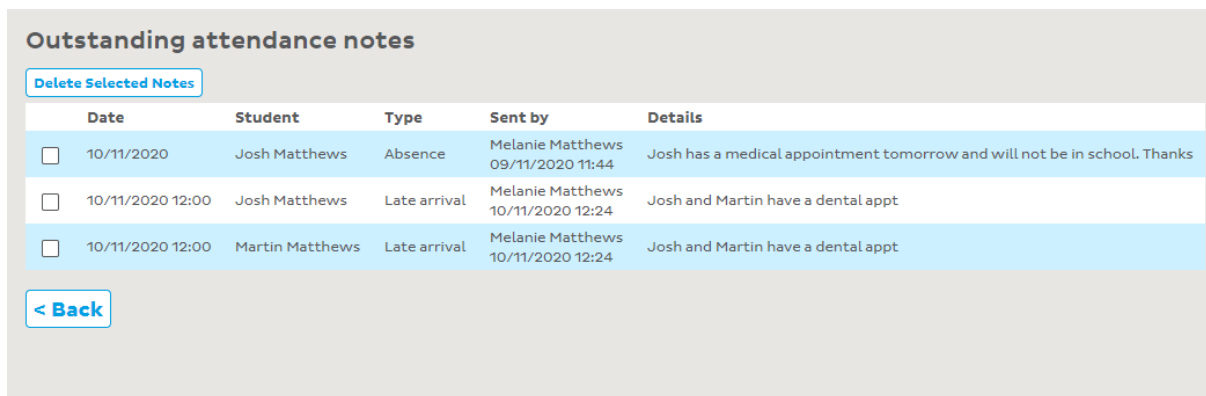 Outstanding attendance notes
Delete Selected Notes
Date Student Type Sent by Details
10/11/2020 Josh Matthews Absence Melanie Matthews 09/11/2020 11:44 Josh has a medical appointment tomorrow and will not be in school. Thanks
10/11/2020 12:00 Josh Matthews Late arrival Melanie Matthews 10/11/2020 12:24 Josh and Martin have a dental appt
10/11/2020 12:00 Martin Matthews Late arrival Melanie Matthews 10/11/2020 12:24 Josh and Martin have a dental appt
< Back